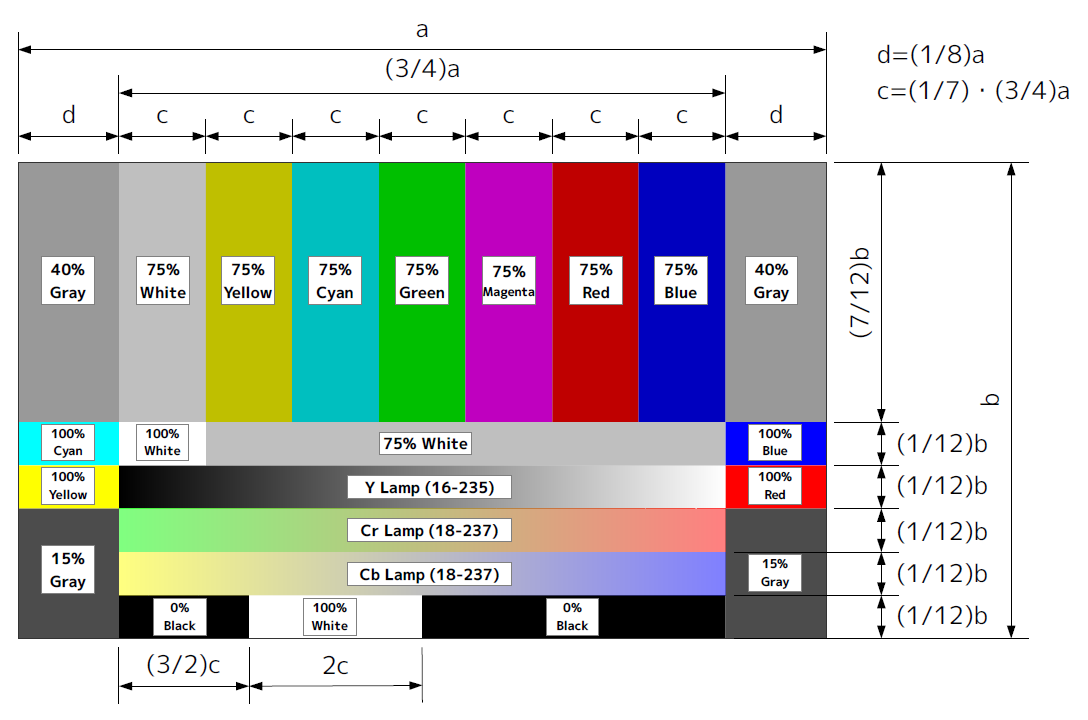 a
d=(1/8)a
(3/4)a
c=(1/7)・(3/4)a
d c c c c c c c d
40%
Gray
75%
White
75%
Yellow
75%
Cyan
75%
Green
75%
Magenta
75%
Red
75%
Blue
40%
Gray
(7/12)b
b
100%
Cyan
100%
White
75% White
100%
Blue
(1/12)b
100%
Yellow
Y Lamp (16-235)
100%
Red
(1/12)b
15%
Gray
Cr Lamp (18-237)
(1/12)b
Cb Lamp (18-237)
15%
Gray
(1/12)b
0%
Black
100%
White
0%
Black
(1/12)b
(3/2)c
2c